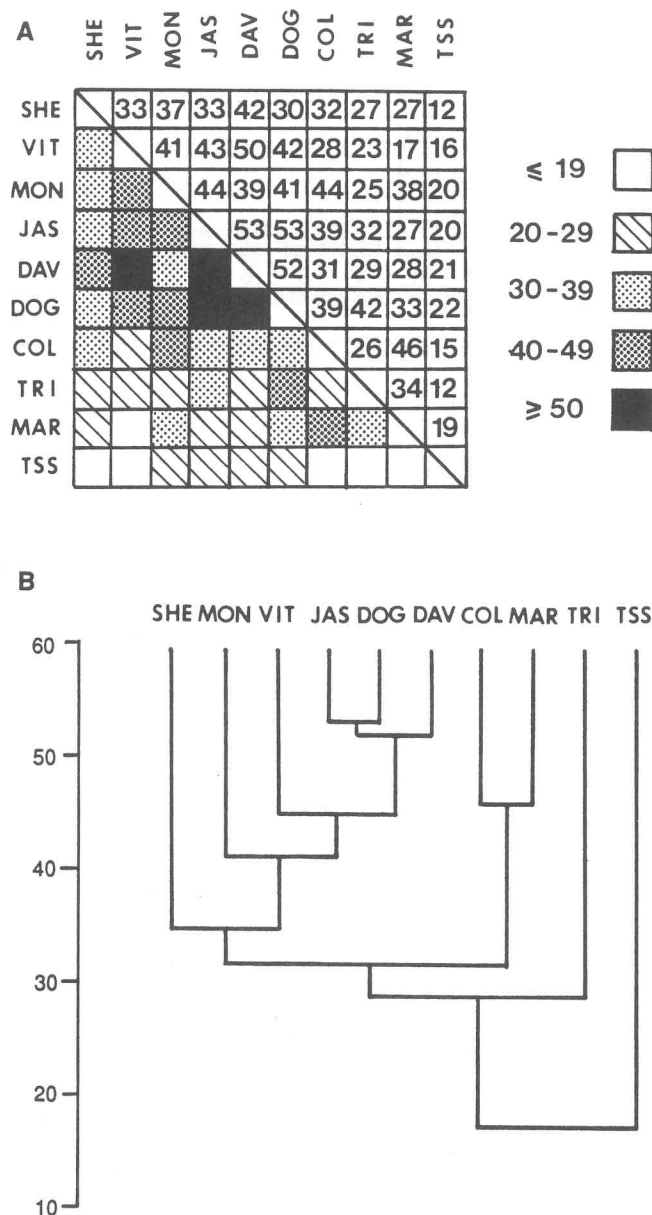 A
SHE VIT MON JAS DAV DOG COL TRI MAR TSS
SHE 33 37 33 42 30 32 27 27 12
VIT 41 43 50 42 28 23 17 16
MON 44 39 41 44 25 38 20
JAS 53 53 39 32 27 20
DAV 52 31 29 28 21
DOG 39 42 33 22
COL 26 46 15
TRI 34 12
MAR 19
TSS
≤ 19
20-29
30-39
40-49
≥ 50
B
SHE MON VIT JAS DOG DAV COL MAR TRI TSS
60
50
40
30
20
10